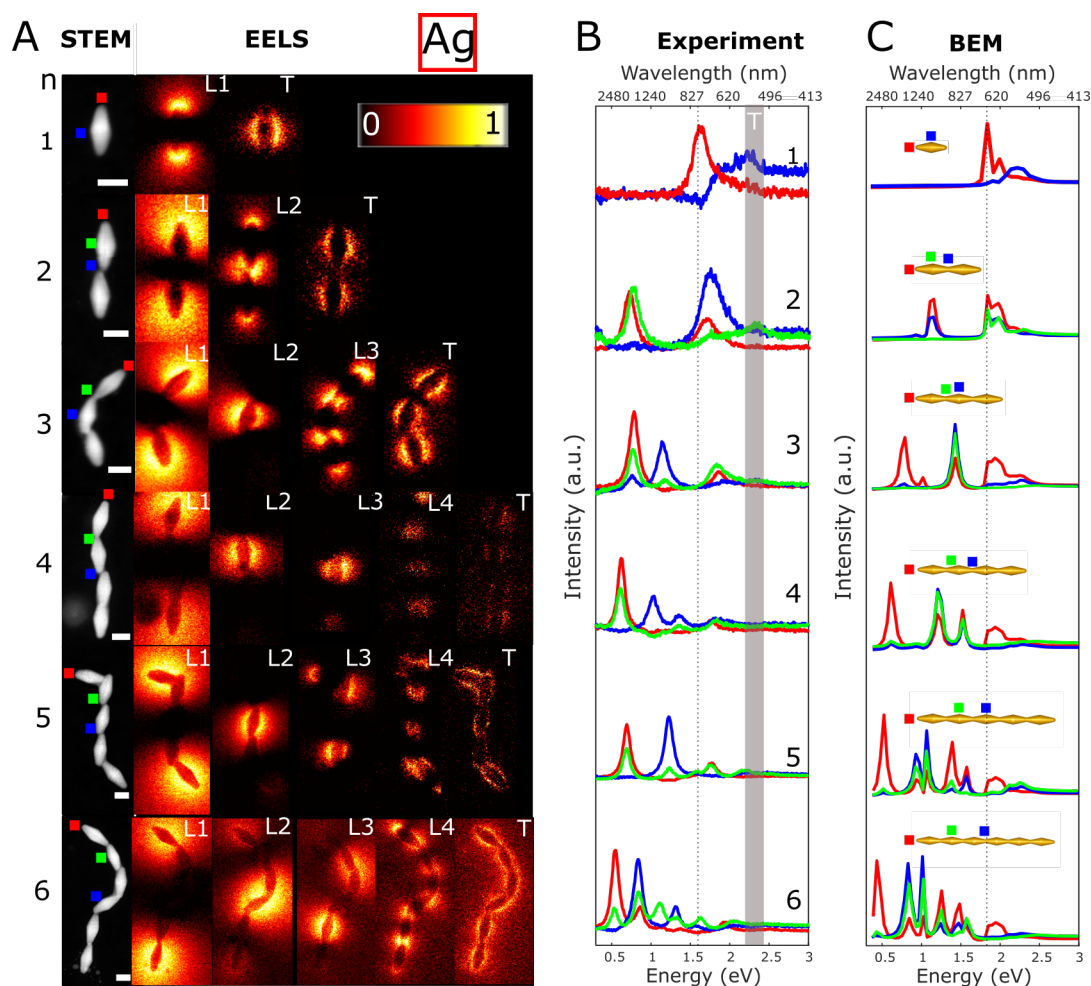 A STEM EELS Ag B Experiment C BEM
Wavelength (nm) Wavelength (nm)
2480 1240 827 620 496 413 2480 1240 827 620 496 413
n
0 1
1 L1 T
2 L1 L2 T
3 L1 L2 L3 T
4 L1 L2 L3 L4 T
5 L1 L2 L3 L4 T
6 L1 L2 L3 L4 T
T
1
2
3
4
5
6
Intensity (a.u.) Intensity (a.u.)
0.5 1 1.6 2 2.6 3 0.5 1 1.5 2 2.5 3
Energy (eV) Energy (eV)